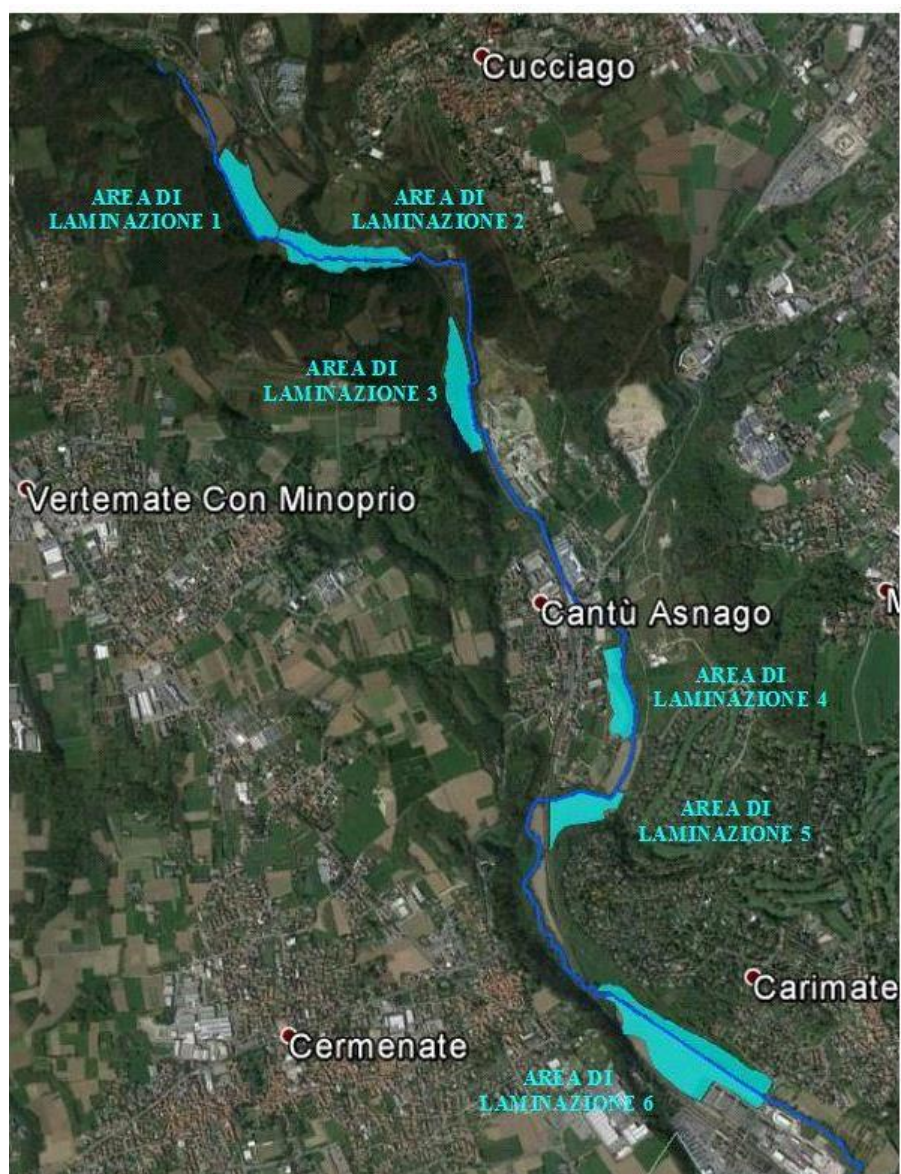 Cucciago
AREA DI
LAMINAZIONE 1
AREA DI
LAMINAZIONE 2
AREA DI
LAMINAZIONE 3
Vertemate Con Minoprio
Cantù Asnago
AREA DI
LAMINAZIONE 4
AREA DI
LAMINAZIONE 5
Carimate
Cermenate
AREA DI
LAMINAZIONE 6